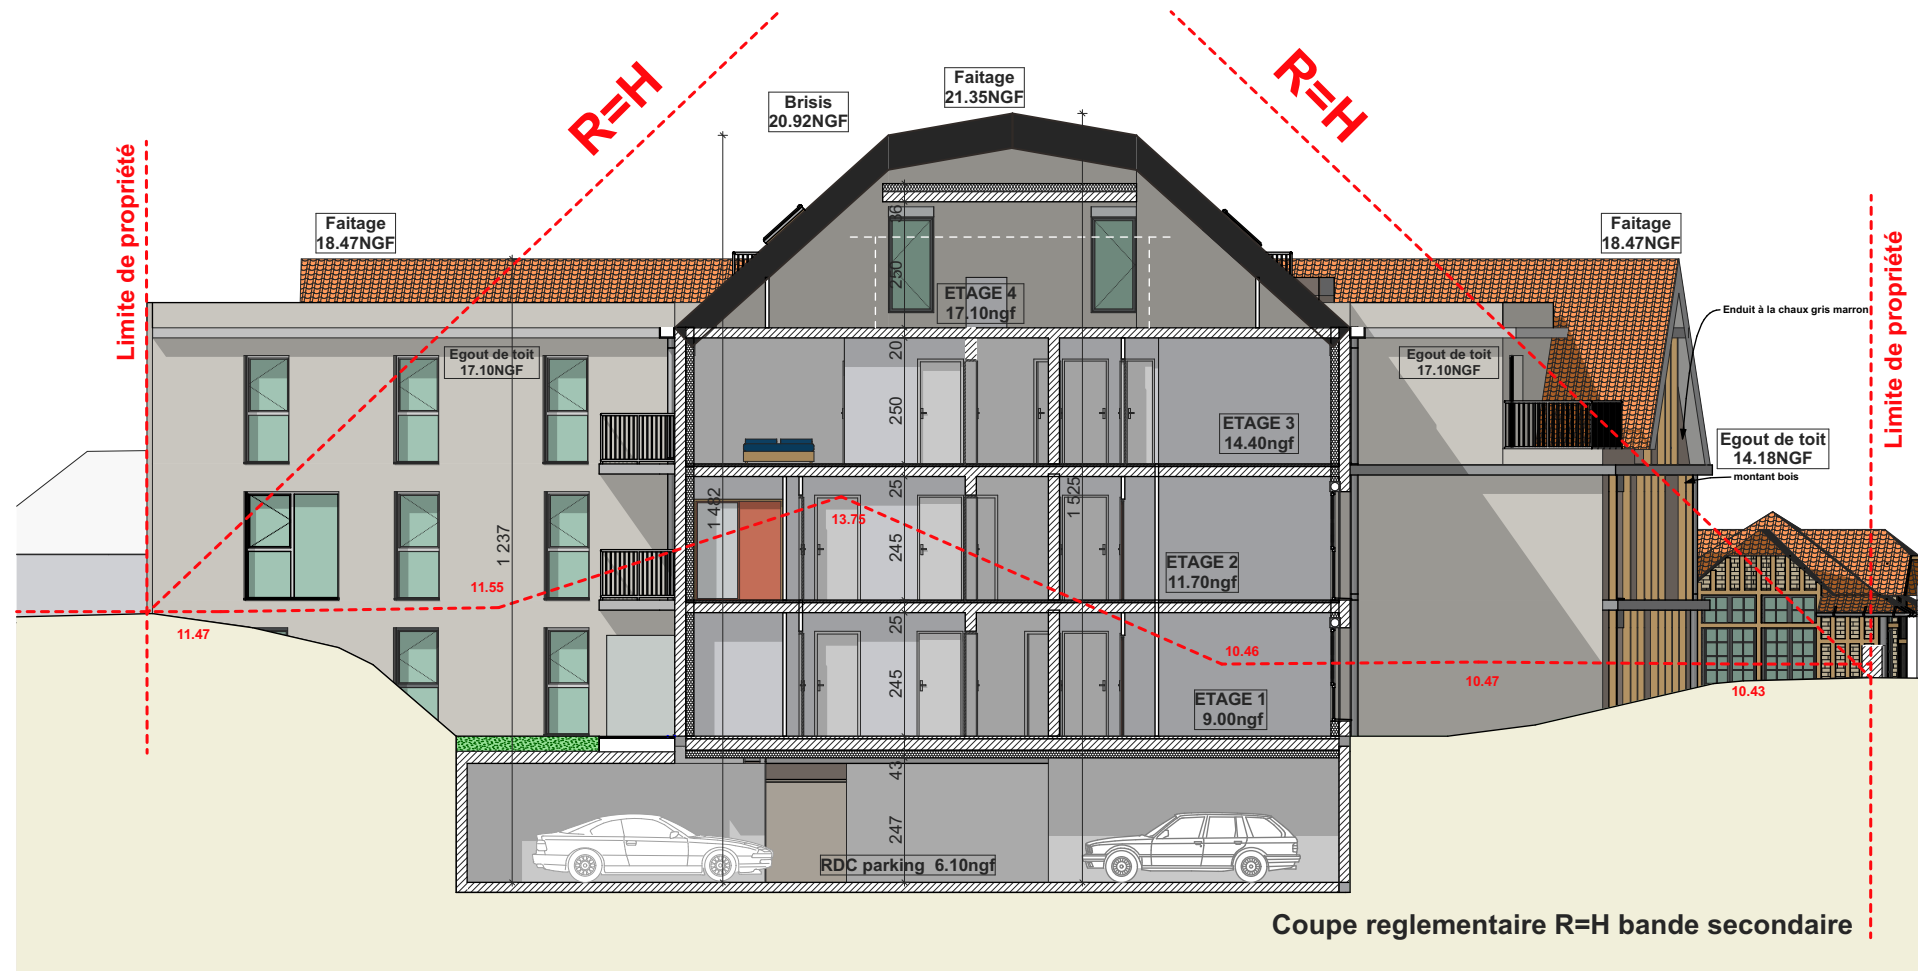 R=H
R=H
Faitage
21.35NGF
Brisis
20.92NGF
Limite de propriété
Faitage
18.47NGF
Faitage
18.47NGF
Limite de propriété
36
250
ETAGE 4
17.10ngf
Enduit à la chaux gris marron
Egout de toit
17.10NGF
20
Egout de toit
17.10NGF
250
ETAGE 3
14.40ngf
Egout de toit
14.18NGF
montant bois
1 482
25
1 525
13.75
1 237
245
ETAGE 2
11.70ngf
11.55
11.47
25
10.46
10.47
10.43
245
ETAGE 1
9.00ngf
43
247
RDC parking 6.10ngf
Coupe reglementaire R=H bande secondaire